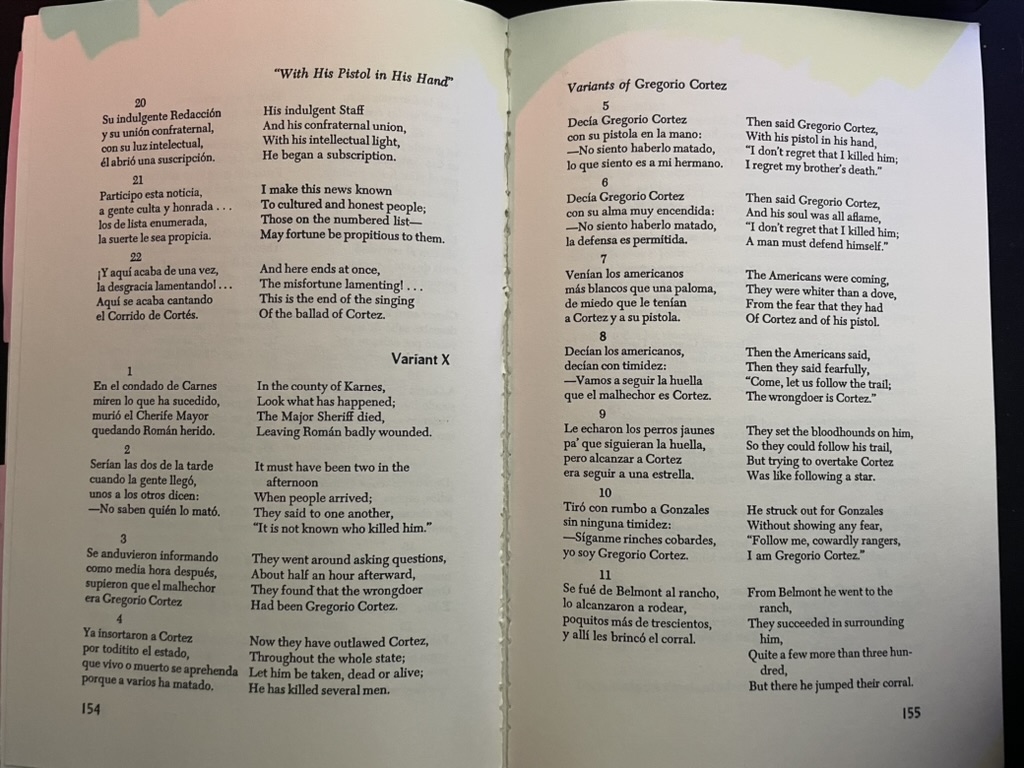 "With His Pistol in His Hand"
20
Su indulgente Redacción
y su unión confraternal,
con su luz intelectual,
él abrió una suscripción.
His indulgent Staff
And his confraternal union,
With his intellectual light,
He began a subscription.
21
Participo esta noticia,
a gente culta y honrada . . .
los de lista enumerada,
la suerte le sea propicia.
I make this news known
To cultured and honest people;
Those on the numbered list—
May fortune be propitious to them.
22
¡Y aquí acaba de una vez,
la desgracia lamentando! . . .
Aquí se acaba cantando
el Corrido de Cortés.
And here ends at once,
The misfortune lamenting! . . .
This is the end of the singing
Of the ballad of Cortez.
Variant X
1
En el condado de Carnes
miren lo que ha sucedido,
murió el Cherife Mayor
quedando Román herido.
In the county of Karnes,
Look what has happened;
The Major Sheriff died,
Leaving Román badly wounded.
2
Serían las dos de la tarde
cuando la gente llegó,
unos a los otros dicen:
—No saben quién lo mató.
It must have been two in the
afternoon
When people arrived;
They said to one another,
"It is not known who killed him."
3
Se anduvieron informando
como media hora después,
supieron que el malhechor
era Gregorio Cortez
They went around asking questions,
About half an hour afterward,
They found that the wrongdoer
Had been Gregorio Cortez.
4
Ya insortaron a Cortez
por toditito el estado,
que vivo o muerto se aprehenda
porque a varios ha matado.
Now they have outlawed Cortez,
Throughout the whole state;
Let him be taken, dead or alive;
He has killed several men.
154
Variants of Gregorio Cortez
5
Decía Gregorio Cortez
con su pistola en la mano:
—No siento haberlo matado,
lo que siento es a mi hermano.
Then said Gregorio Cortez,
With his pistol in his hand,
"I don't regret that I killed him;
I regret my brother's death."
6
Decía Gregorio Cortez
con su alma muy encendida:
—No siento haberlo matado,
la defensa es permitida.
Then said Gregorio Cortez,
And his soul was all aflame,
"I don't regret that I killed him;
A man must defend himself."
7
Venían los americanos
más blancos que una paloma,
de miedo que le tenían
a Cortez y a su pistola.
The Americans were coming,
They were whiter than a dove,
From the fear that they had
Of Cortez and of his pistol.
8
Decían los americanos,
decían con timidez:
—Vamos a seguir la huella
que el malhechor es Cortez.
Then the Americans said,
Then they said fearfully,
"Come, let us follow the trail;
The wrongdoer is Cortez."
9
Le echaron los perros jaunes
pa' que siguieran la huella,
pero alcanzar a Cortez
era seguir a una estrella.
They set the bloodhounds on him,
So they could follow his trail,
But trying to overtake Cortez
Was like following a star.
10
Tiró con rumbo a Gonzales
sin ninguna timidez:
—Síganme rinches cobardes,
yo soy Gregorio Cortez.
He struck out for Gonzales
Without showing any fear,
"Follow me, cowardly rangers,
I am Gregorio Cortez."
11
Se fué de Belmont al rancho,
lo alcanzaron a rodear,
poquitos más de trescientos,
y allí les brincó el corral.
From Belmont he went to the
ranch,
They succeeded in surrounding
him,
Quite a few more than three hun-
dred,
But there he jumped their corral.
155